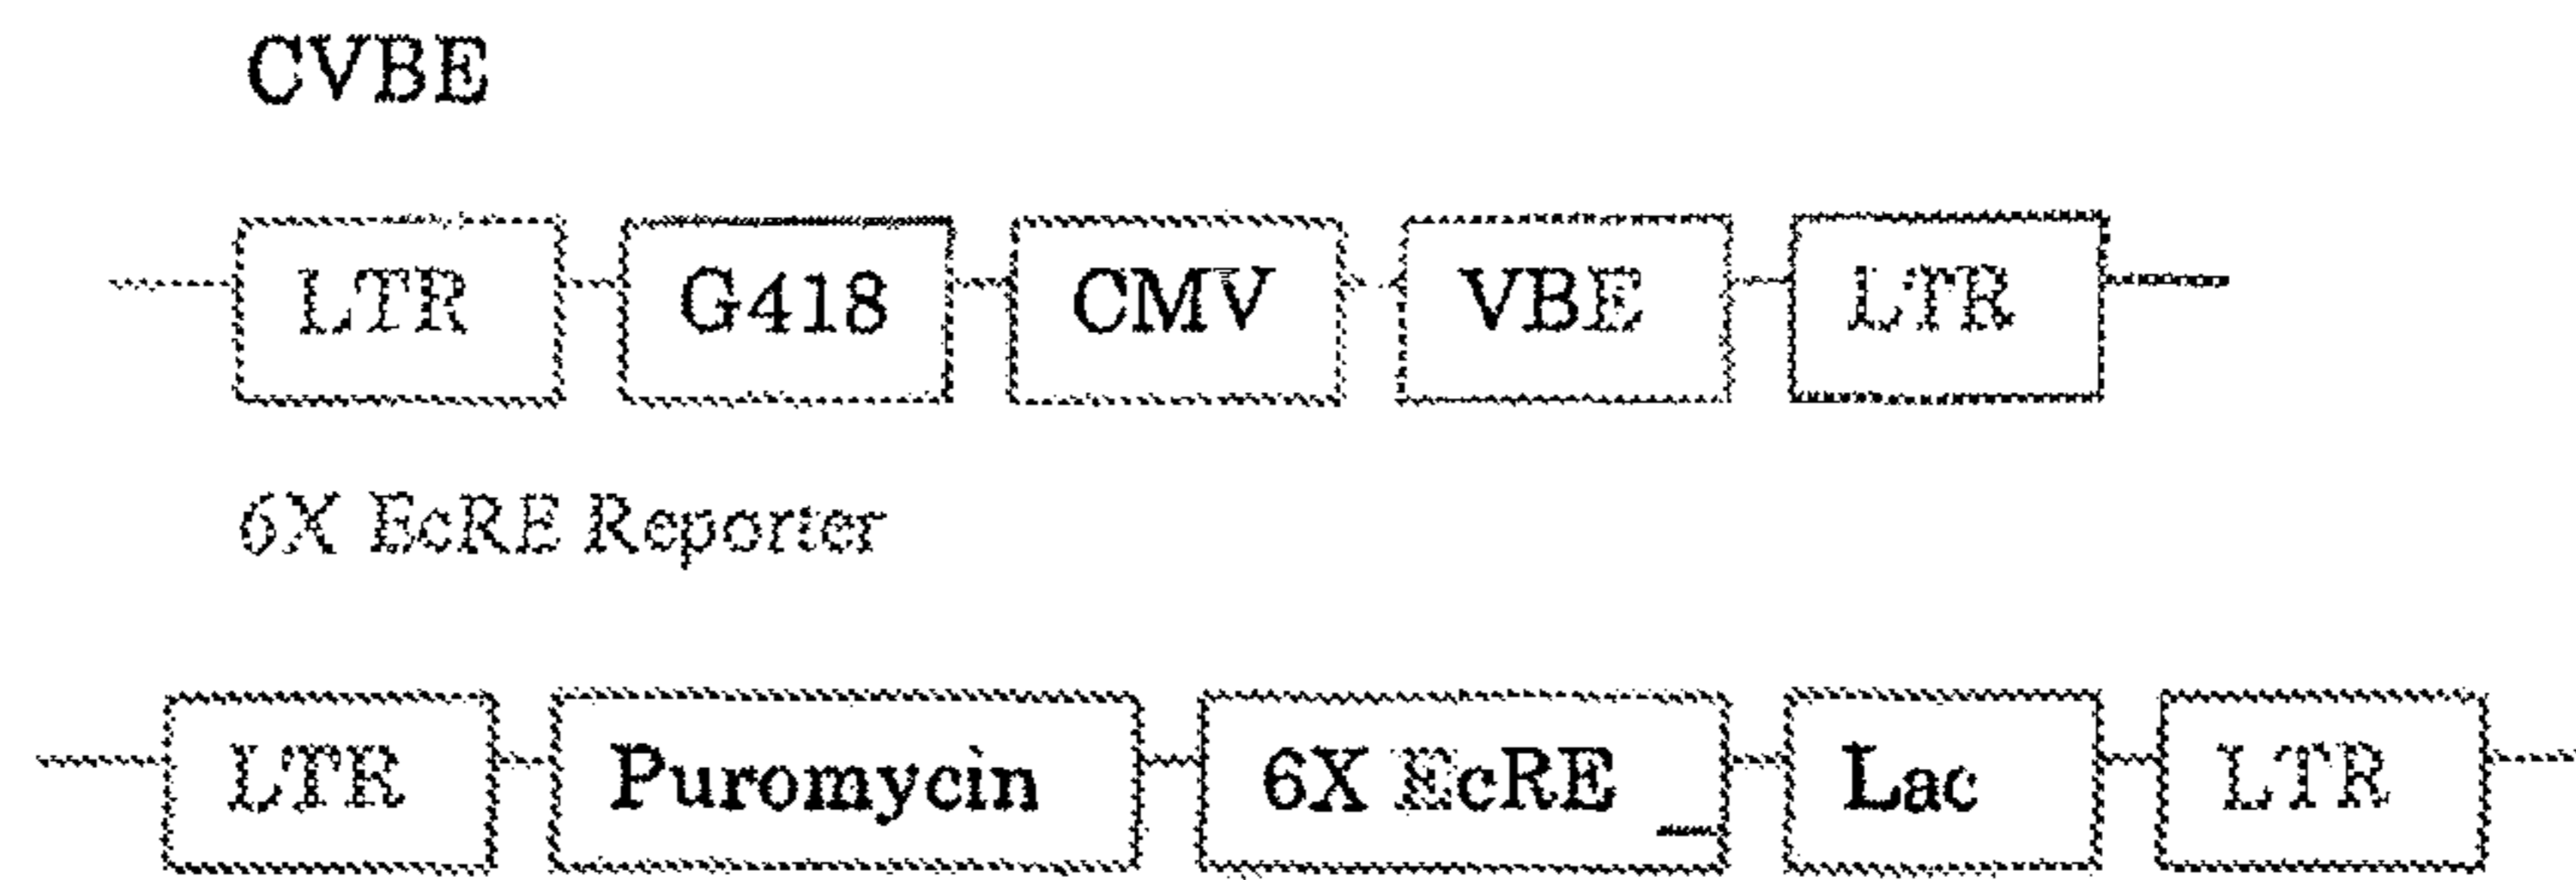 CVBE
LTR G418 CMV VBE LTR
6X EcRE Reporter
LTR Puromycin 6X EcRE Lac LTR